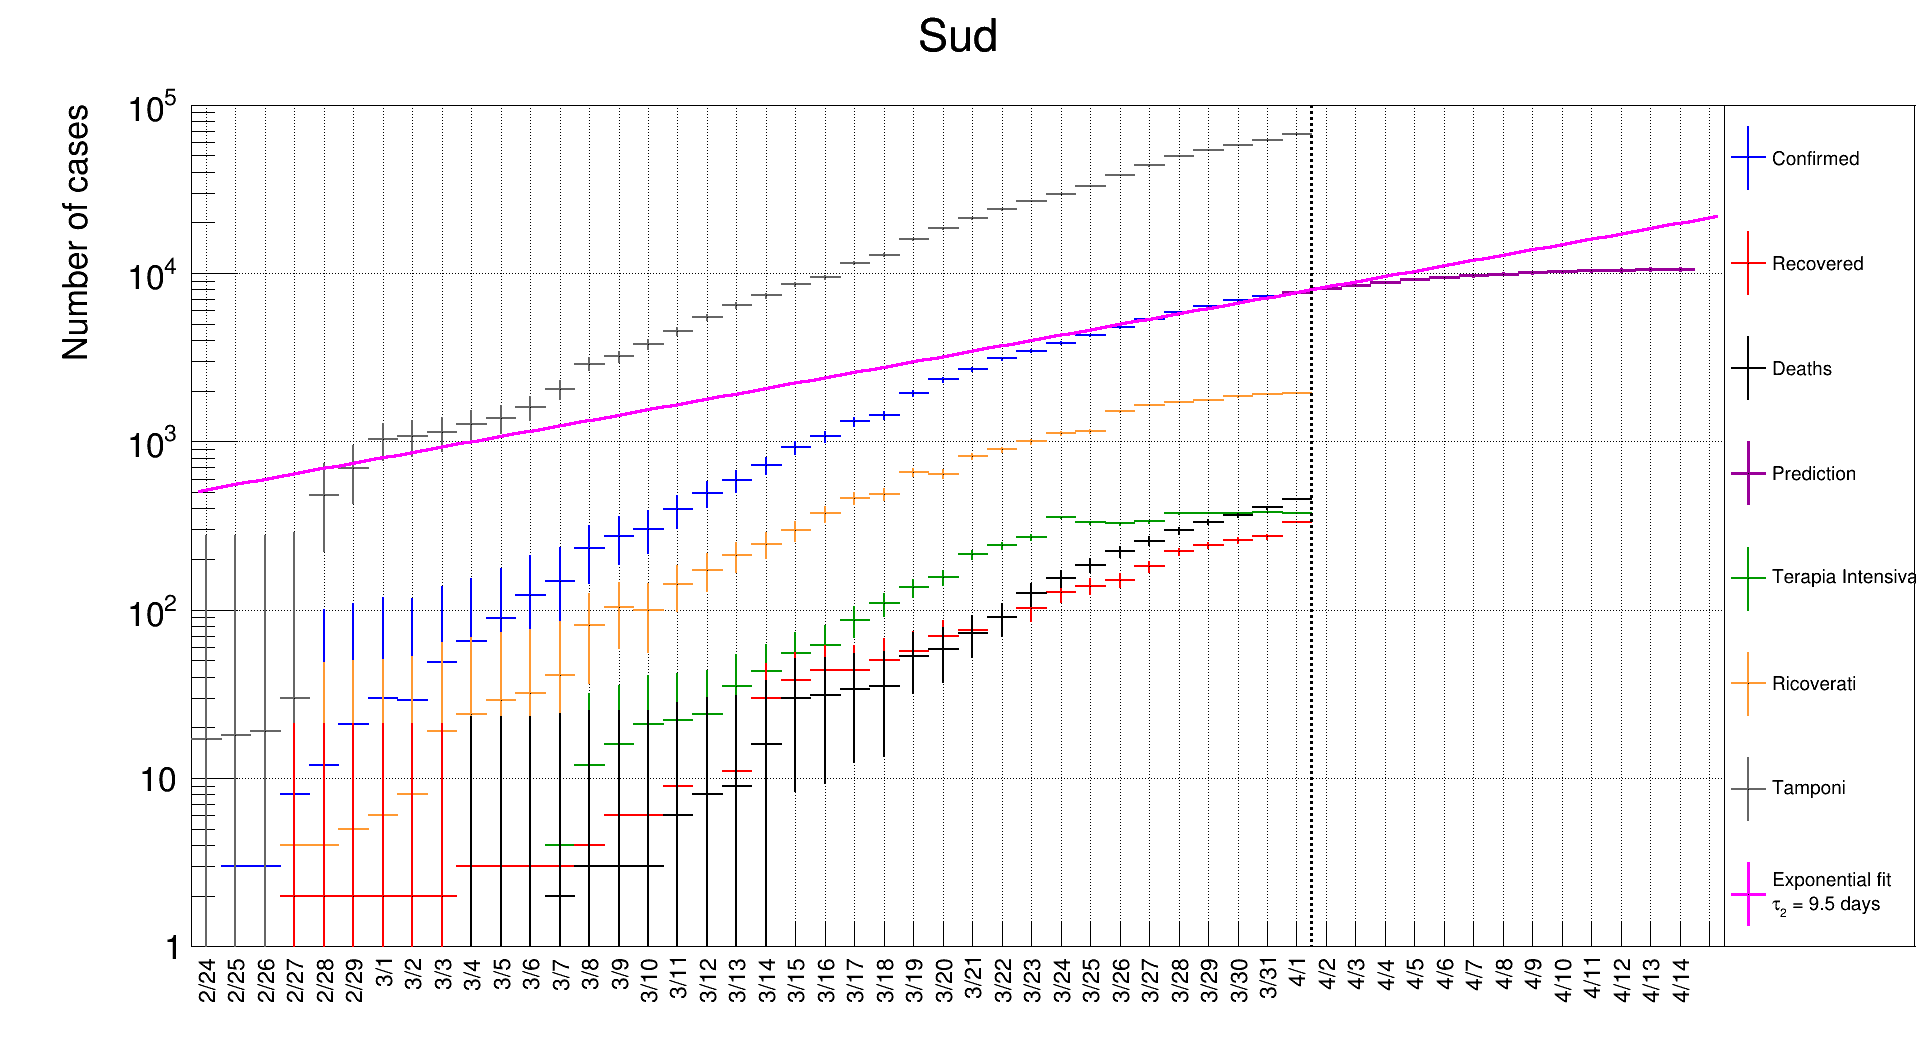 Sud
Number of cases
10^5
10^4
10^3
10^2
10
1
2/24 2/25 2/26 2/27 2/28 2/29 3/1 3/2 3/3 3/4 3/5 3/6 3/7 3/8 3/9 3/10 3/11 3/12 3/13 3/14 3/15 3/16 3/17 3/18 3/19 3/20 3/21 3/22 3/23 3/24 3/25 3/26 3/27 3/28 3/29 3/30 3/31 4/1 4/2 4/3 4/4 4/5 4/6 4/7 4/8 4/9 4/10 4/11 4/12 4/13 4/14
Confirmed
Recovered
Deaths
Prediction
Terapia Intensiva
Ricoverati
Tamponi
Exponential fit
τ₂ = 9.5 days